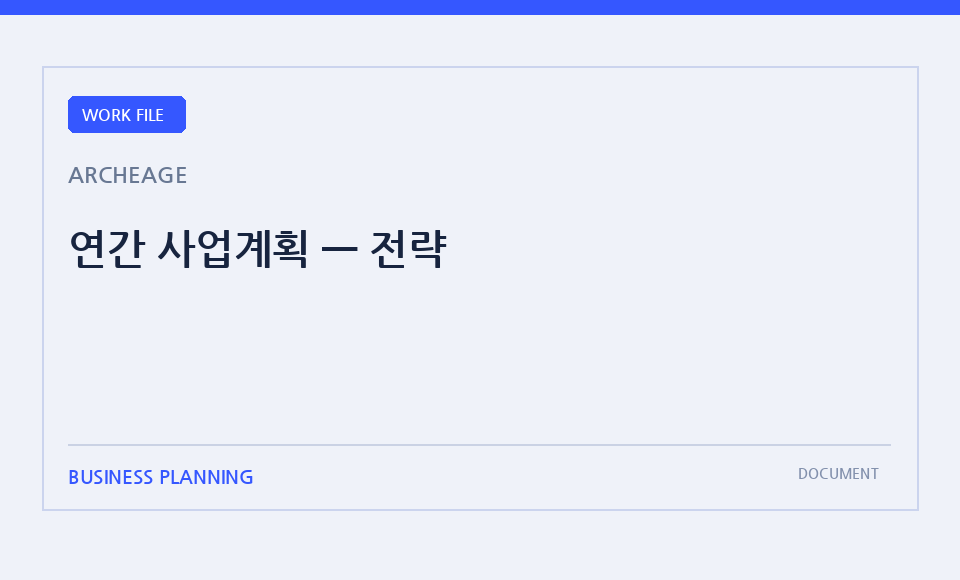 WORK FILE
ARCHEAGE
연간 사업계획 — 전략
BUSINESS PLANNING
DOCUMENT